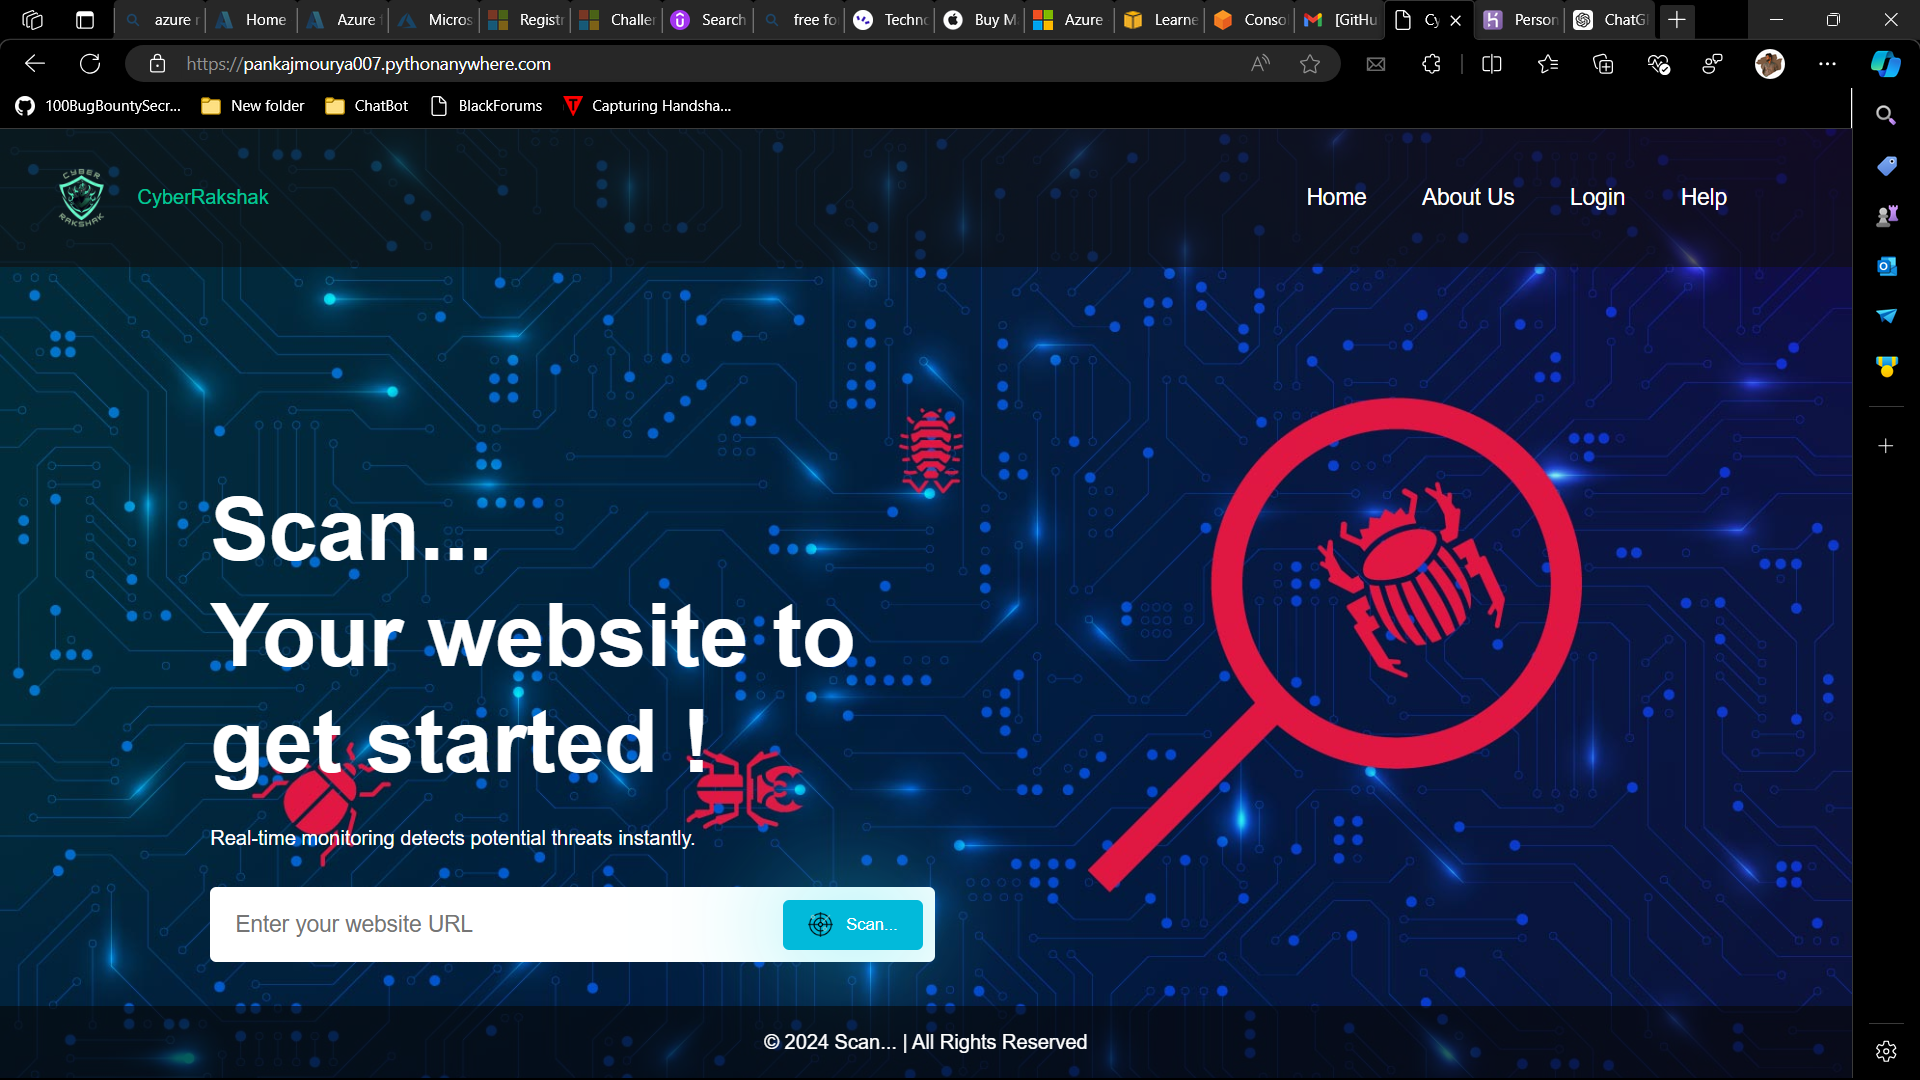 azure r
Home
Azure f
Micros
Registr
Challer
Search
free fo
Techno
Buy M
Azure
Learne
Conso
[GitHu
Cy
Person
ChatG
https://pankajmourya007.pythonanywhere.com
100BugBountySecr...
New folder
ChatBot
BlackForums
Capturing Handsha...
CYBER
RAKSHAK
CyberRakshak
Home
About Us
Login
Help
Scan...
Your website to
get started !
Real-time monitoring detects potential threats instantly.
Enter your website URL
Scan...
© 2024 Scan... | All Rights Reserved